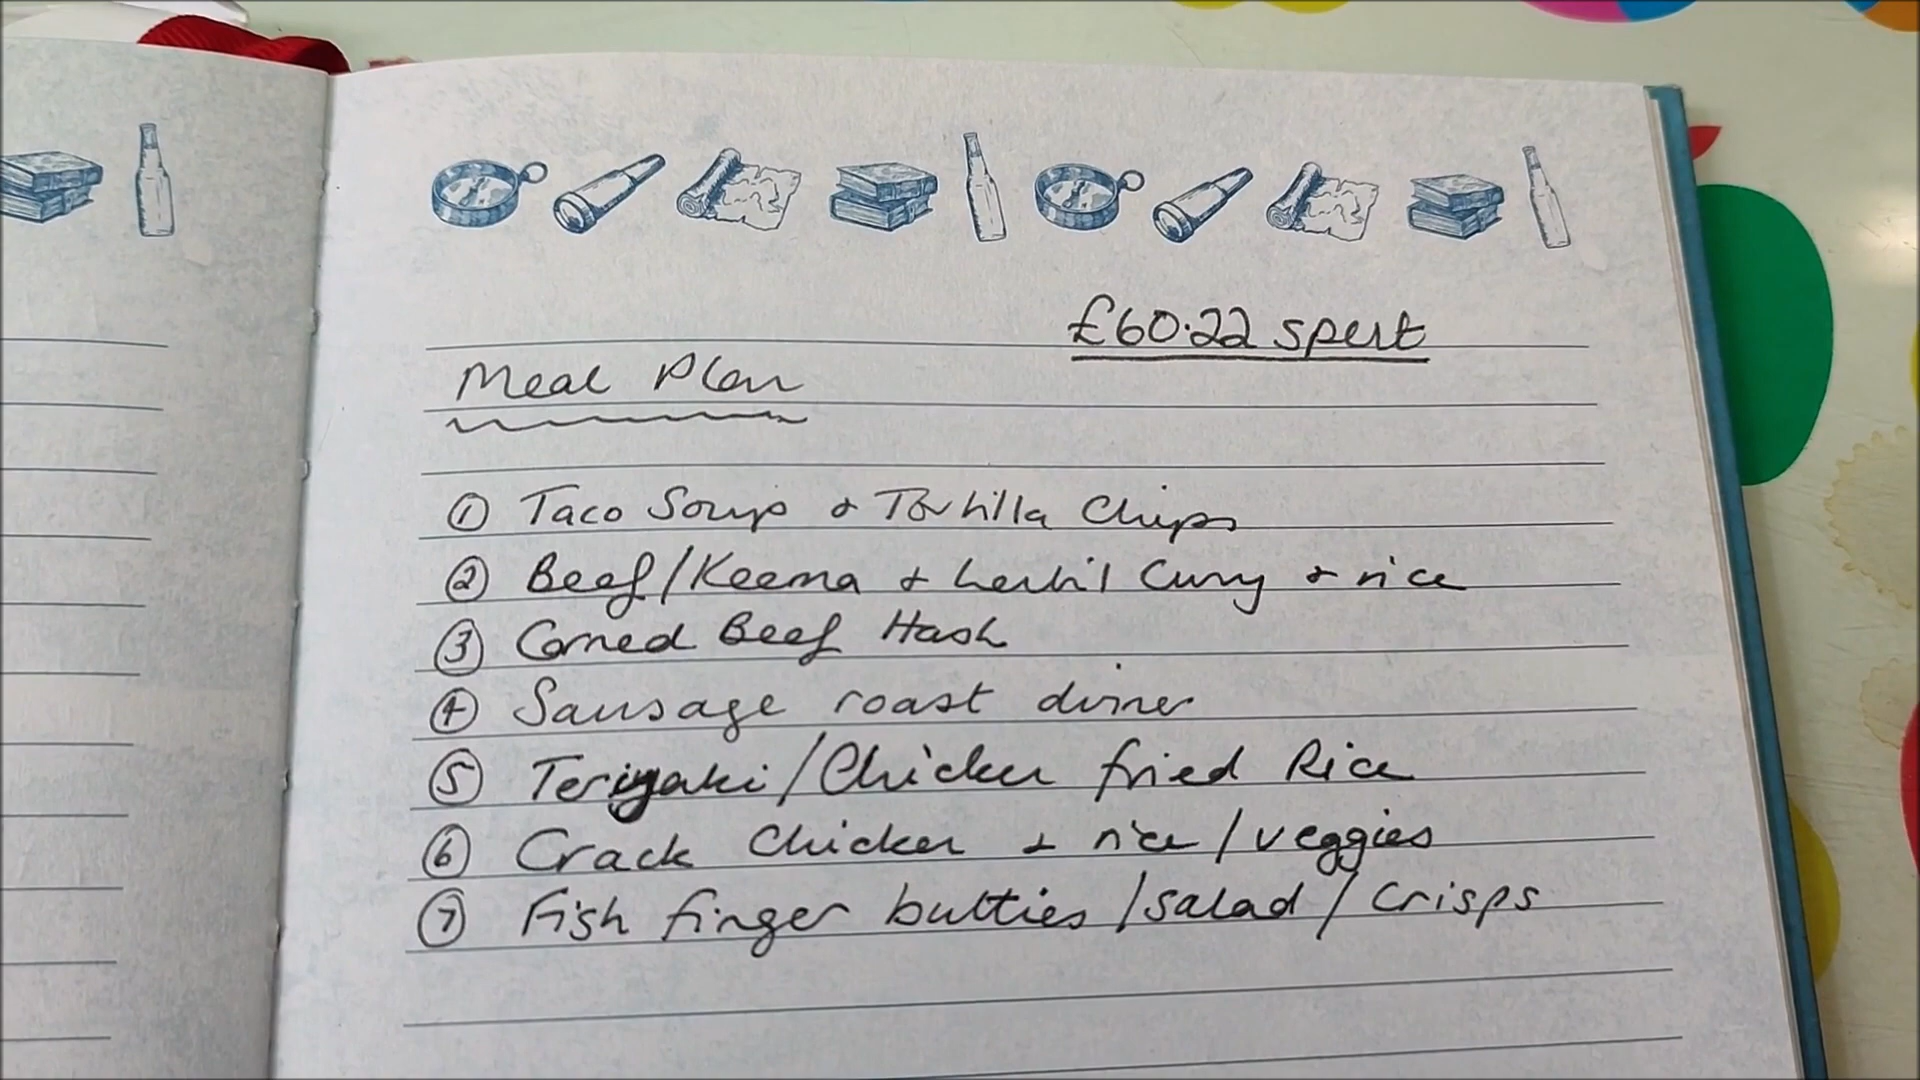 £60.22 spent
Meal Plan
① Taco Soup & Tortilla Chips
② Beef/Keema & Lentil Curry & rice
③ Corned Beef Hash
④ Sausage roast dinner
⑤ Teriyaki/Chicken fried Rice
⑥ Crack Chicken & rice/veggies
⑦ Fish finger butties/salad/crisps